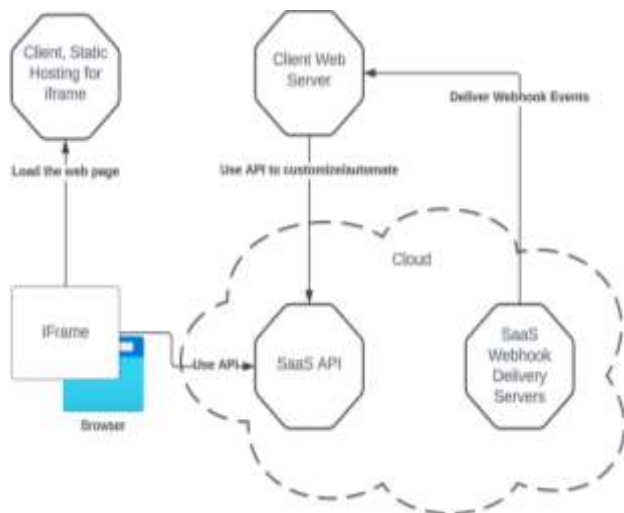 Client, Static
Hosting for
iframe
Client Web
Server
Deliver Webhook Events
Load the web page
Use API to customize/automate
Cloud
IFrame
Use API
SaaS API
SaaS
Webhook
Delivery
Servers
Browser